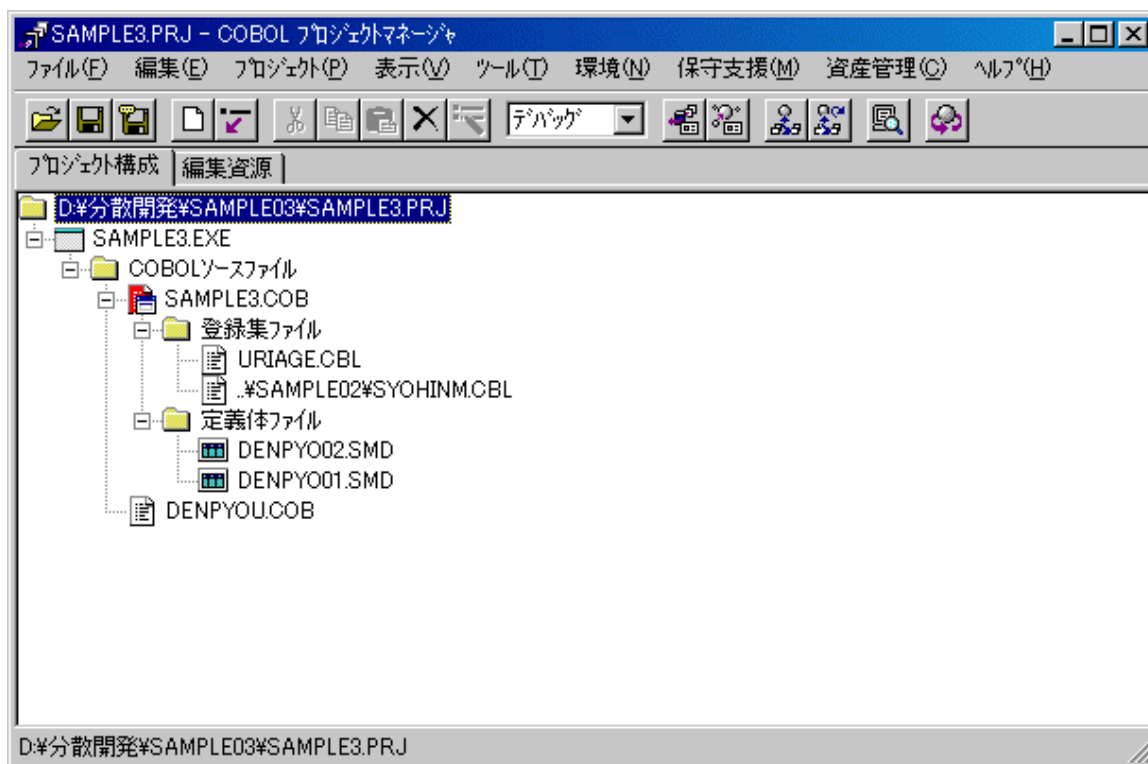 SAMPLE3.PRJ - COBOL ﾌﾟﾛｼﾞｪｸﾄﾏﾈｰｼﾞｬ
ﾌｧｲﾙ(F) 編集(E) ﾌﾟﾛｼﾞｪｸﾄ(P) 表示(V) ﾂｰﾙ(T) 環境(N) 保守支援(M) 資産管理(C) ﾍﾙﾌﾟ(H)
ﾃﾞﾊﾞｯｸﾞ
ﾌﾟﾛｼﾞｪｸﾄ構成 編集資源
D:¥分散開発¥SAMPLE03¥SAMPLE3.PRJ
SAMPLE3.EXE
COBOLｿｰｽﾌｧｲﾙ
SAMPLE3.COB
登録集ﾌｧｲﾙ
URIAGE.CBL
..¥SAMPLE02¥SYOHINM.CBL
定義体ﾌｧｲﾙ
DENPYO02.SMD
DENPYO01.SMD
DENPYOU.COB
D:¥分散開発¥SAMPLE03¥SAMPLE3.PRJ